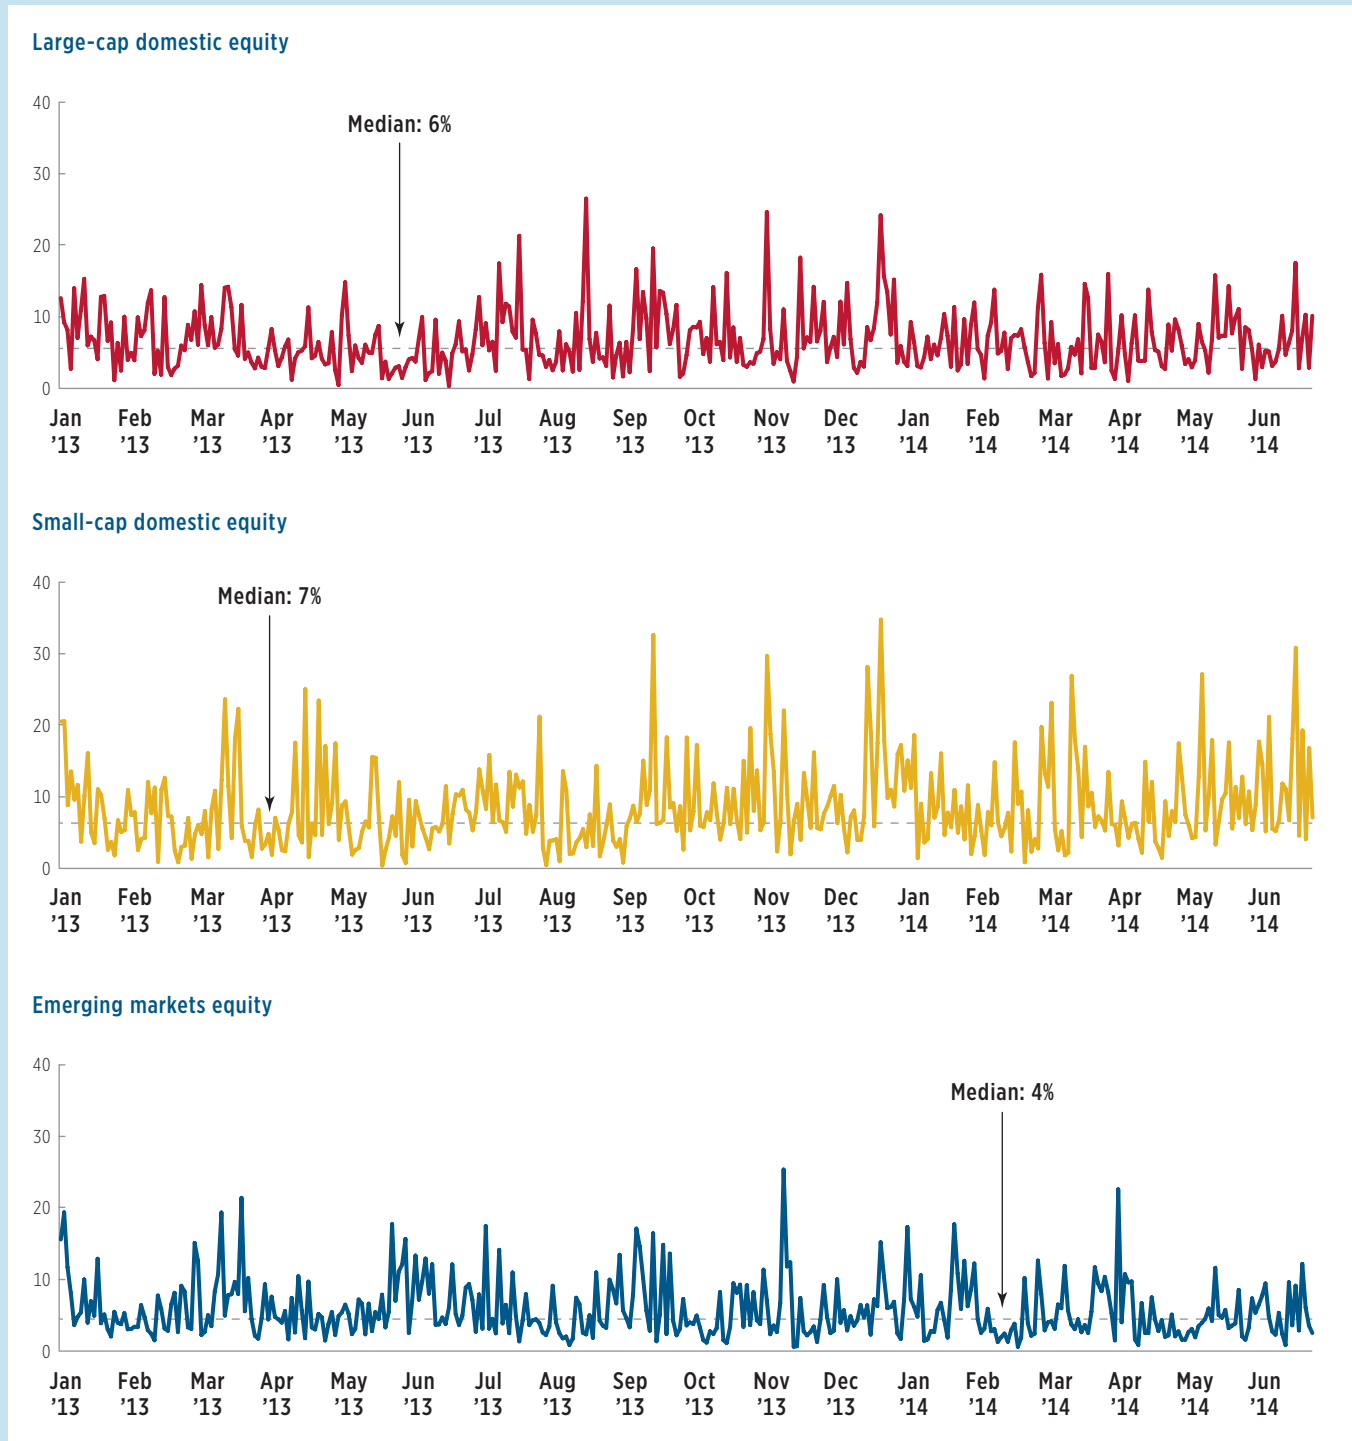 Large-cap domestic equity
40
Median: 6%
30
20
10
0
Jan Feb Mar Apr May Jun Jul Aug Sep Oct Nov Dec Jan Feb Mar Apr May Jun
’13 ’13 ’13 ’13 ’13 ’13 ’13 ’13 ’13 ’13 ’13 ’13 ’14 ’14 ’14 ’14 ’14 ’14
Small-cap domestic equity
40
Median: 7%
30
20
10
0
Jan Feb Mar Apr May Jun Jul Aug Sep Oct Nov Dec Jan Feb Mar Apr May Jun
’13 ’13 ’13 ’13 ’13 ’13 ’13 ’13 ’13 ’13 ’13 ’13 ’14 ’14 ’14 ’14 ’14 ’14
Emerging markets equity
40
Median: 4%
30
20
10
0
Jan Feb Mar Apr May Jun Jul Aug Sep Oct Nov Dec Jan Feb Mar Apr May Jun
’13 ’13 ’13 ’13 ’13 ’13 ’13 ’13 ’13 ’13 ’13 ’13 ’14 ’14 ’14 ’14 ’14 ’14